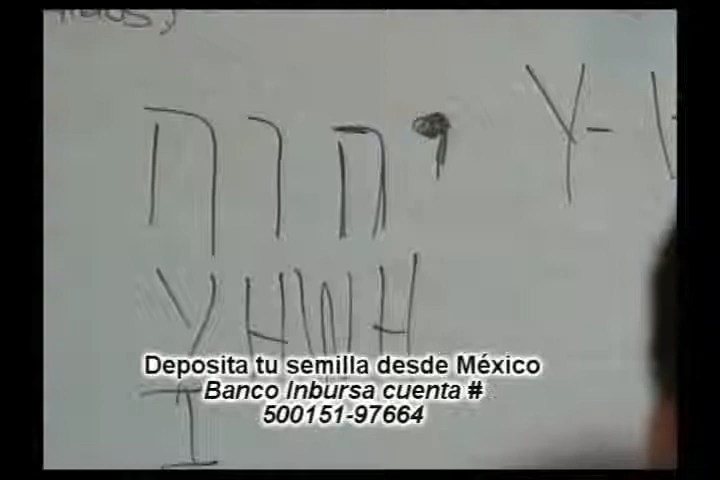 יהוה
Y-
YHWH
Deposita tu semilla desde México
Banco Inbursa cuenta #
500151-97664
I